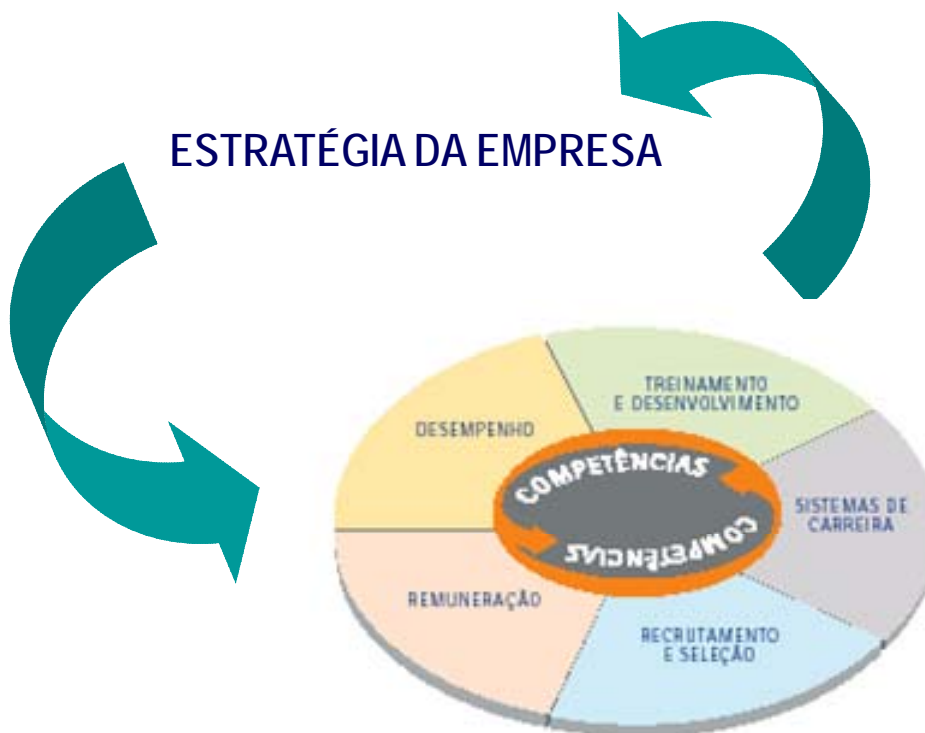 ESTRATÉGIA DA EMPRESA
TREINAMENTO
E DESENVOLVIMENTO
DESEMPENHO
COMPETÊNCIAS
SISTEMAS DE
CARREIRA
COMPETÊNCIAS
REMUNERAÇÃO
RECRUTAMENTO
E SELEÇÃO